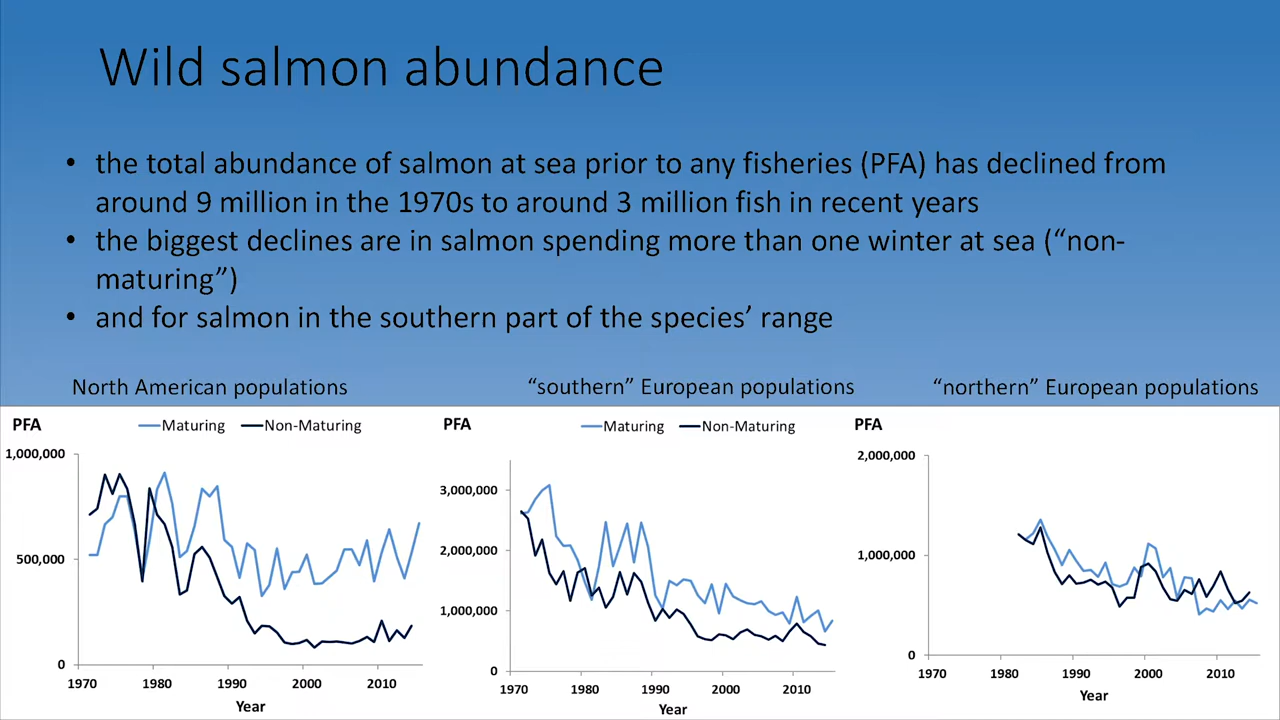 Wild salmon abundance
• the total abundance of salmon at sea prior to any fisheries (PFA) has declined from
around 9 million in the 1970s to around 3 million fish in recent years
• the biggest declines are in salmon spending more than one winter at sea (“non-
maturing”)
• and for salmon in the southern part of the species’ range
North American populations
PFA
Maturing Non-Maturing
1,000,000
500,000
0
1970 1980 1990 2000 2010
Year
“southern” European populations
PFA
Maturing Non-Maturing
3,000,000
2,000,000
1,000,000
0
1970 1980 1990 2000 2010
Year
“northern” European populations
PFA
2,000,000
1,000,000
0
1970 1980 1990 2000 2010
Year